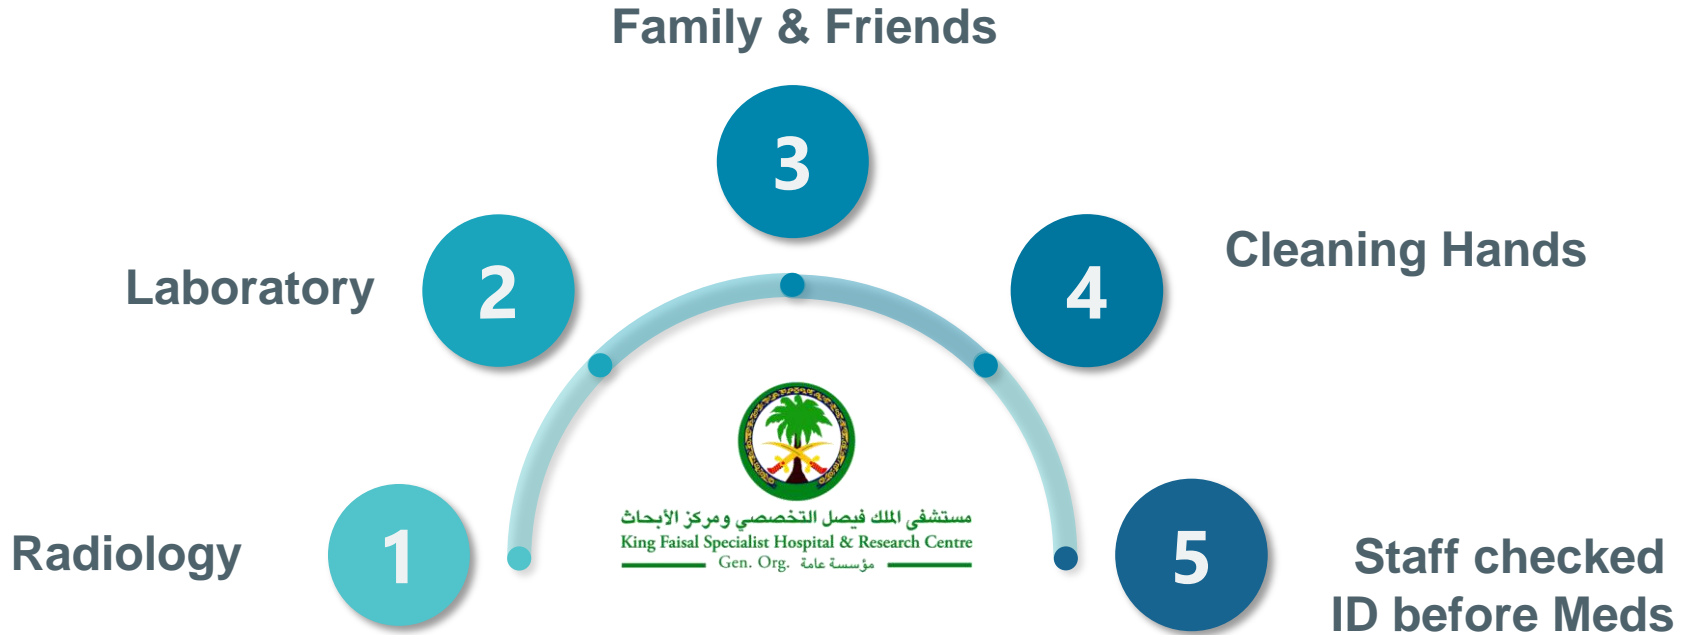 Family & Friends
3
Laboratory
2
4
Cleaning Hands
مستشفى الملك فيصل التخصصي ومركز الأبحاث
King Faisal Specialist Hospital & Research Centre
Gen. Org. مؤسسة عامة
Radiology
1
5
Staff checked
ID before Meds